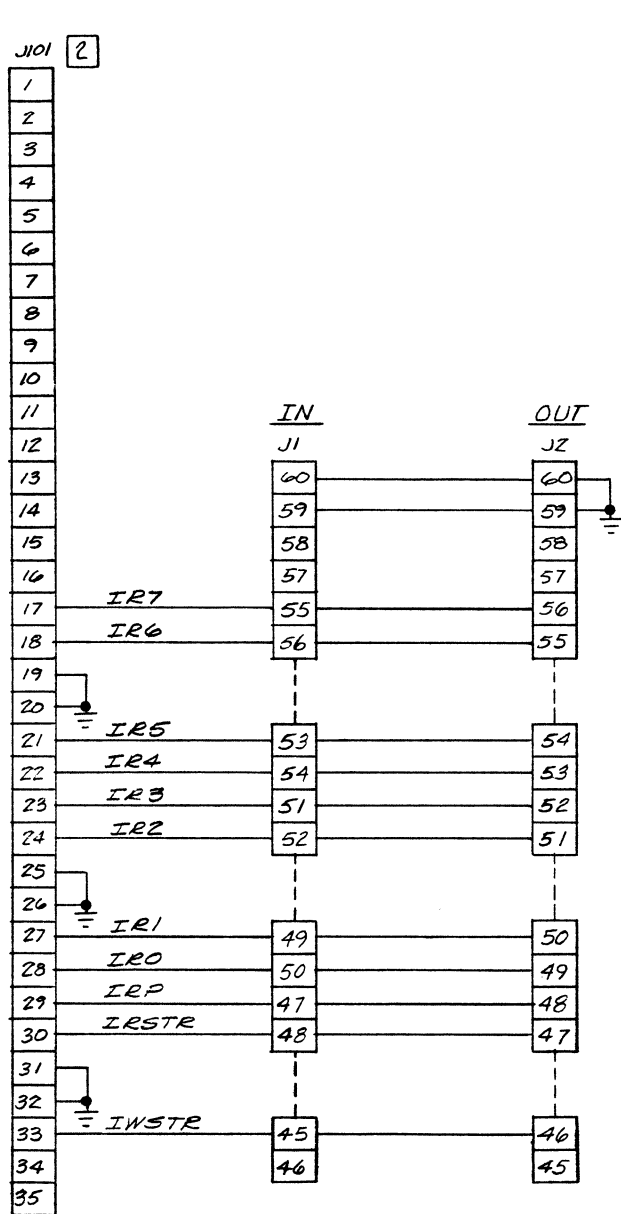 J101 2
1
2
3
4
5
6
7
8
9
10
11 IN OUT
12 J1 J2
13 60 60
14 59 59
15 58 58
16 57 57
17 IR7 55 56
18 IR6 56 55
19
20
21 IR5 53 54
22 IR4 54 53
23 IR3 51 52
24 IR2 52 51
25
26
27 IR1 49 50
28 IR0 50 49
29 IRP 47 48
30 IRSTR 48 47
31
32
33 IWSTR 45 46
34 46 45
35